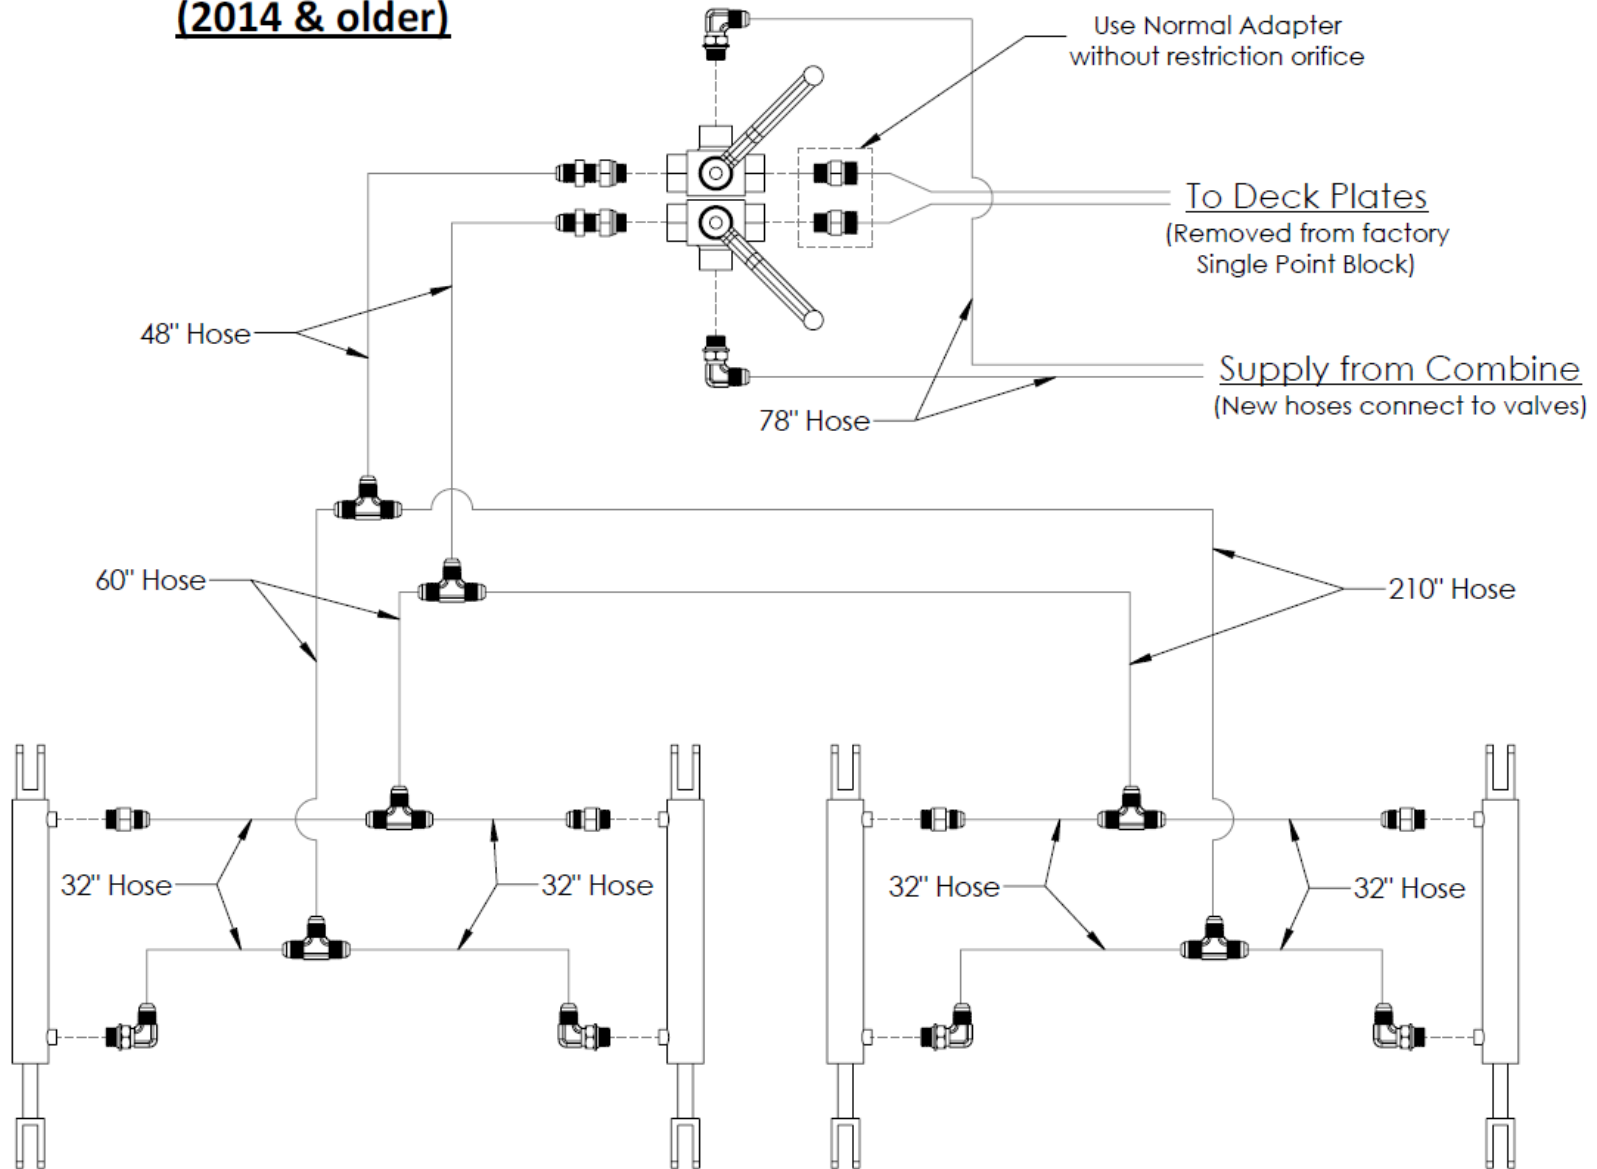 (2014 & older)
Use Normal Adapter
without restriction orifice
To Deck Plates
(Removed from factory
Single Point Block)
48" Hose
Supply from Combine
(New hoses connect to valves)
78" Hose
60" Hose
210" Hose
32" Hose
32" Hose
32" Hose
32" Hose